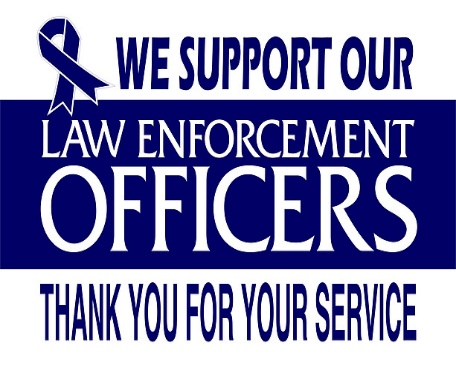 WE SUPPORT OUR
LAW ENFORCEMENT
OFFICERS
THANK YOU FOR YOUR SERVICE